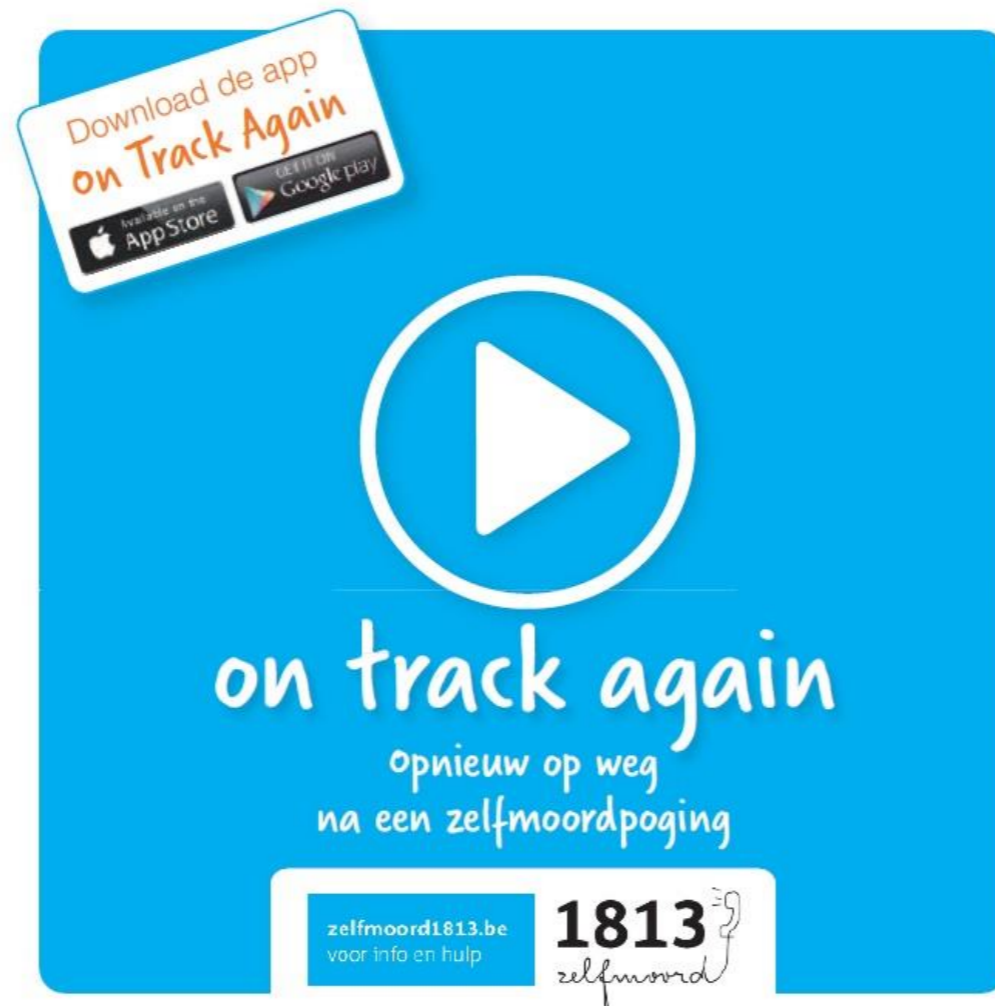 Download de app
on Track Again
Available on the
App Store
GET IT ON
Google play
on track again
opnieuw op weg
na een zelfmoordpoging
zelfmoord1813.be
voor info en hulp
1813
zelfmoord